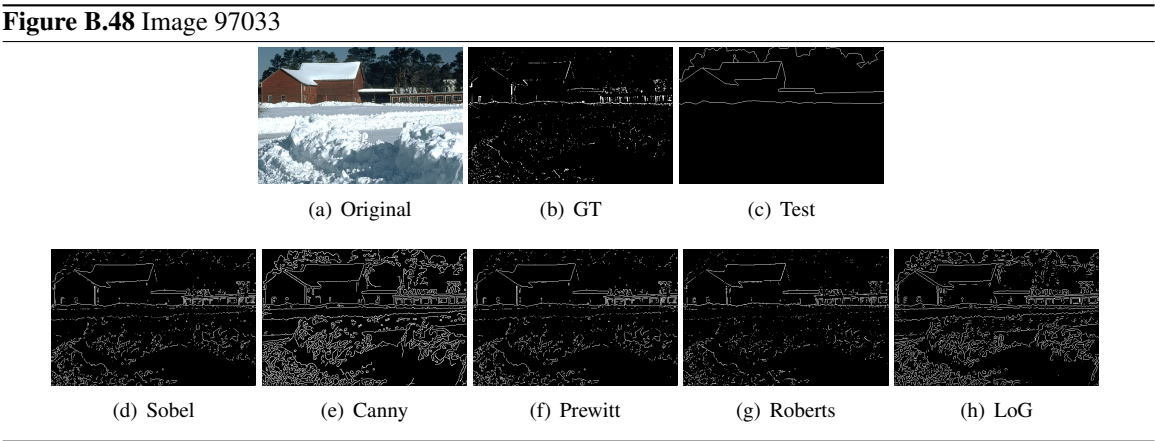 Figure B.48 Image 97033
(a) Original (b) GT (c) Test
(d) Sobel (e) Canny (f) Prewitt (g) Roberts (h) LoG